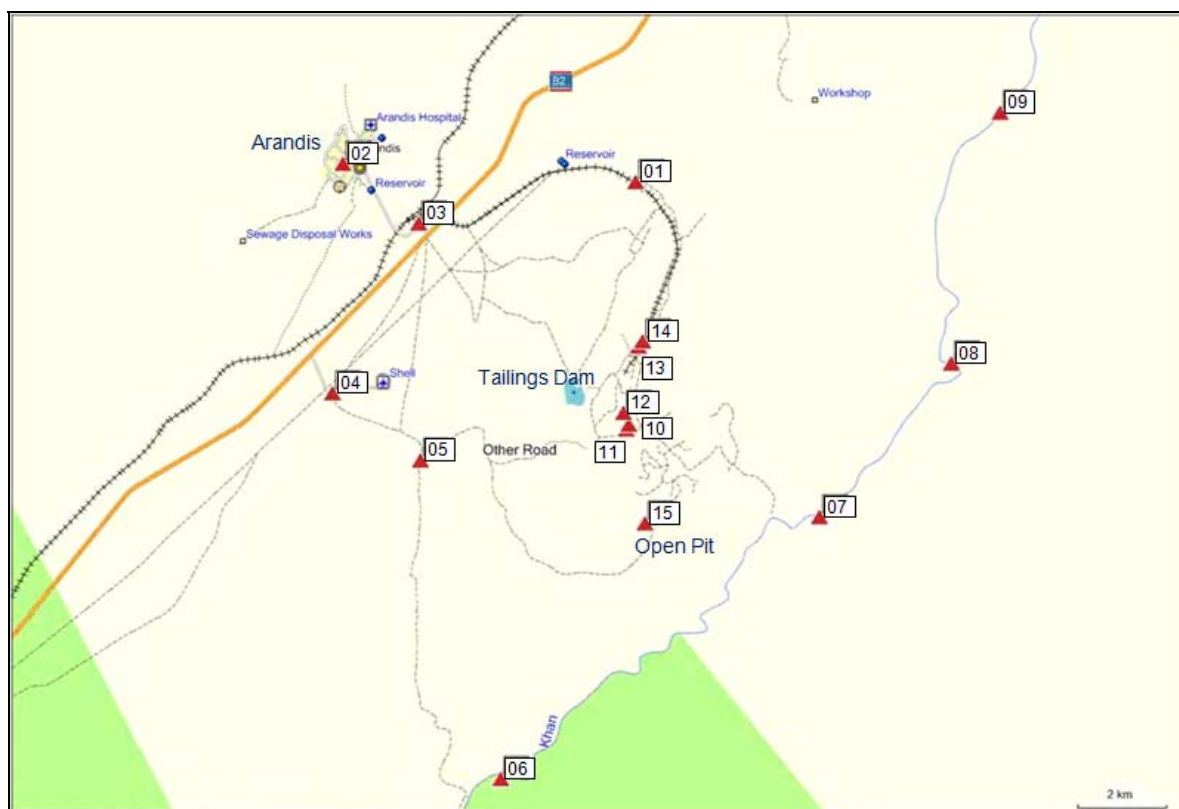 B2
Workshop
09
Arandis Hospital
Arandis
ndis
02
Reservoir
01
Reservoir
03
Sewage Disposal Works
14
13
08
Shell
04
Tailings Dam
12
10
11
Other Road
05
15
07
Open Pit
Khan
06
2 km